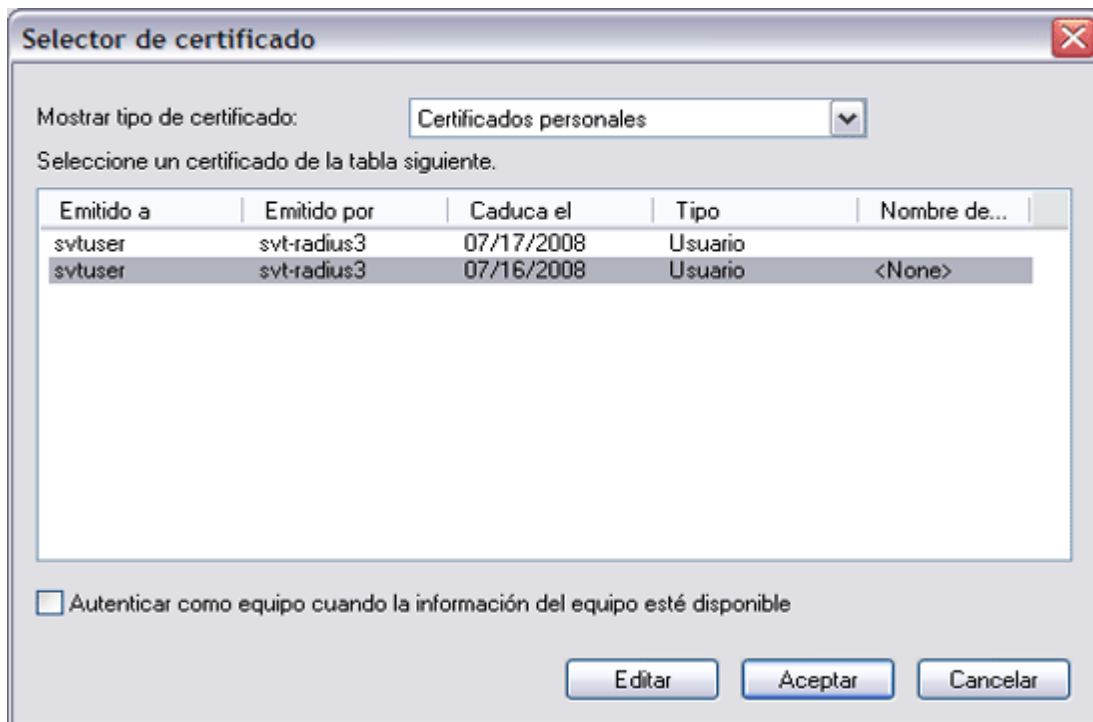 Selector de certificado
Mostrar tipo de certificado: Certificados personales
Seleccione un certificado de la tabla siguiente.
Emitido a Emitido por Caduca el Tipo Nombre de...
svtuser svt-radius3 07/17/2008 Usuario
svtuser svt-radius3 07/16/2008 Usuario <None>
Autenticar como equipo cuando la información del equipo esté disponible
Editar Aceptar Cancelar